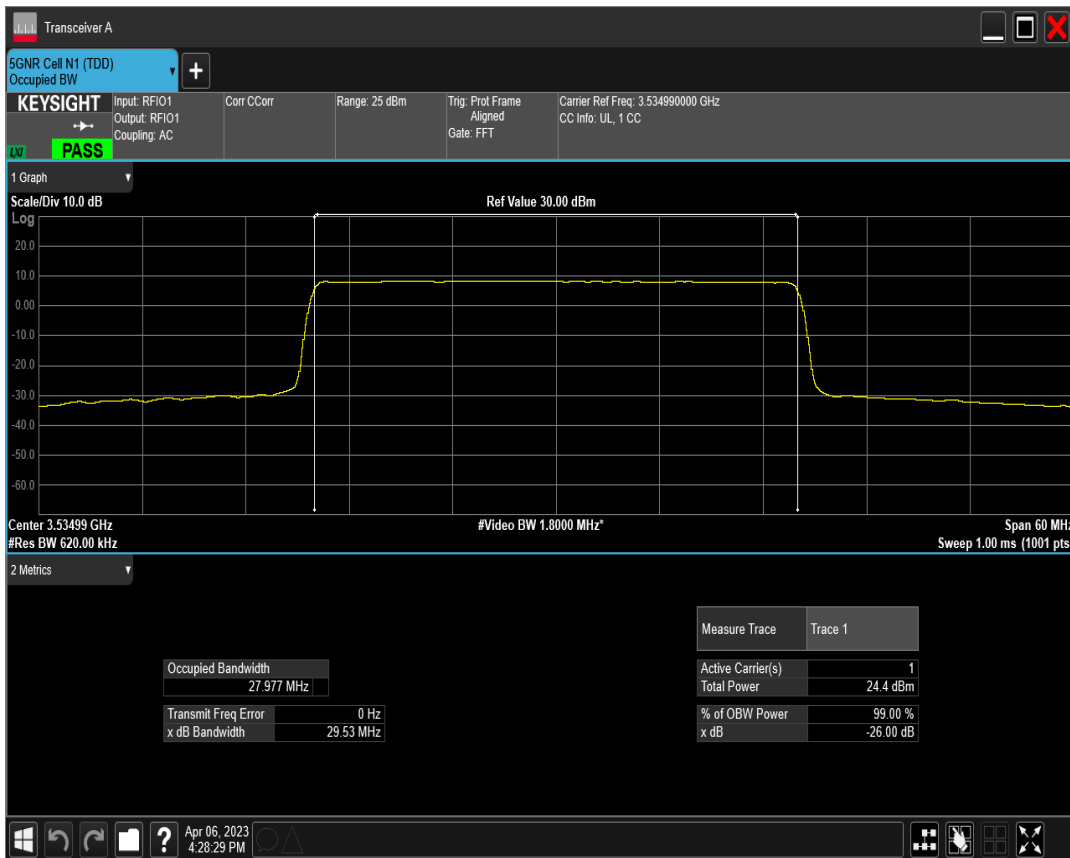 Transceiver A
5GNR Cell N1 (TDD)
Occupied BW
+
KEYSIGHT
LXI
PASS
Input: RFIO1
Output: RFIO1
Coupling: AC
Corr CCorr
Range: 25 dBm
Trig: Prot Frame
Aligned
Gate: FFT
Carrier Ref Freq: 3.534990000 GHz
CC Info: UL, 1 CC
1 Graph
Scale/Div 10.0 dB
Ref Value 30.00 dBm
Log
20.0
10.0
0.00
-10.0
-20.0
-30.0
-40.0
-50.0
-60.0
Center 3.53499 GHz
#Video BW 1.8000 MHz*
Span 60 MHz
#Res BW 620.00 kHz
Sweep 1.00 ms (1001 pts
2 Metrics
Measure Trace Trace 1
Occupied Bandwidth
27.977 MHz
Active Carrier(s) 1
Total Power 24.4 dBm
Transmit Freq Error 0 Hz
x dB Bandwidth 29.53 MHz
% of OBW Power 99.00 %
x dB -26.00 dB
?
Apr 06, 2023
4:28:29 PM